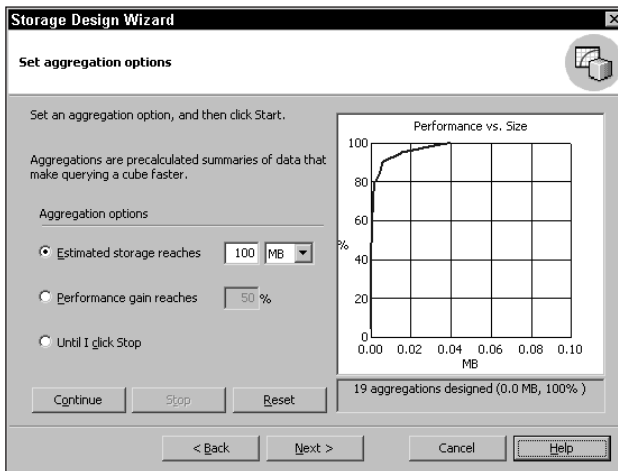 Storage Design Wizard
Set aggregation options
Set an aggregation option, and then click Start.
Aggregations are precalculated summaries of data that
make querying a cube faster.
Aggregation options
Estimated storage reaches 100 MB
Performance gain reaches 50 %
Until I click Stop
Continue Stop Reset
Performance vs. Size
100
80
%
60
40
20
0
0.00 0.02 0.04 0.06 0.08 0.10
MB
19 aggregations designed (0.0 MB, 100% )
< Back Next > Cancel Help